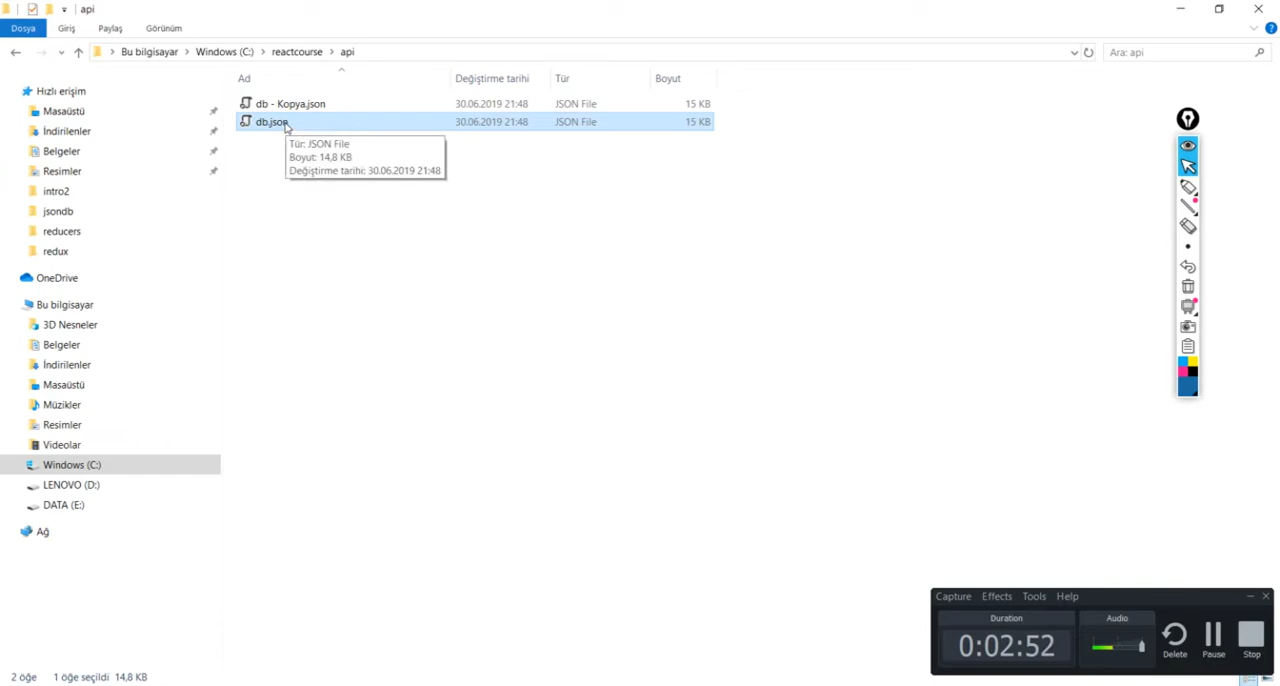 api
Dosya Giriş Paylaş Görünüm
Bu bilgisayar Windows (C:) reactcourse api
Ara: api
Ad Değiştirme tarihi Tür Boyut
db - Kopya.json 30.06.2019 21:48 JSON File 15 KB
db.json 30.06.2019 21:48 JSON File 15 KB
Tür: JSON File
Boyut: 14,8 KB
Değiştirme tarihi: 30.06.2019 21:48
Hızlı erişim
Masaüstü
İndirilenler
Belgeler
Resimler
intro2
jsondb
reducers
redux
OneDrive
Bu bilgisayar
3D Nesneler
Belgeler
İndirilenler
Masaüstü
Müzikler
Resimler
Videolar
Windows (C:)
LENOVO (D:)
DATA (E:)
Ağ
Capture Effects Tools Help
Duration Audio
0:02:52
Delete Pause Stop
2 öğe 1 öğe seçildi 14,8 KB